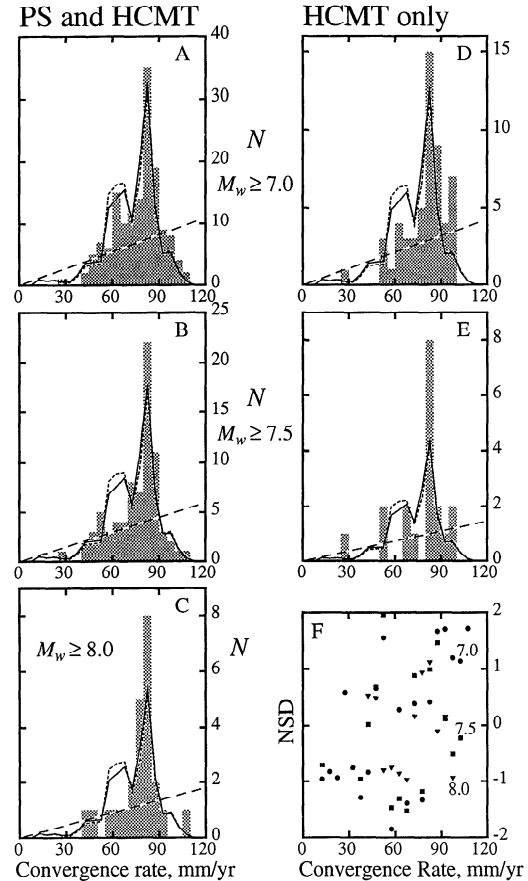 PS and HCMT
HCMT only
A
40
30
20
10
0
0 30 60 90 120
N
M_w ≥ 7.0
D
15
10
5
0
0 30 60 90 120
B
25
20
15
10
5
0
0 30 60 90 120
N
M_w ≥ 7.5
E
8
6
4
2
0
0 30 60 90 120
C
M_w ≥ 8.0
8
6
4
2
0
N
0 30 60 90 120
Convergence rate, mm/yr
F
NSD
2
1
0
-1
-2
7.0
7.5
8.0
0 30 60 90 120
Convergence Rate, mm/yr